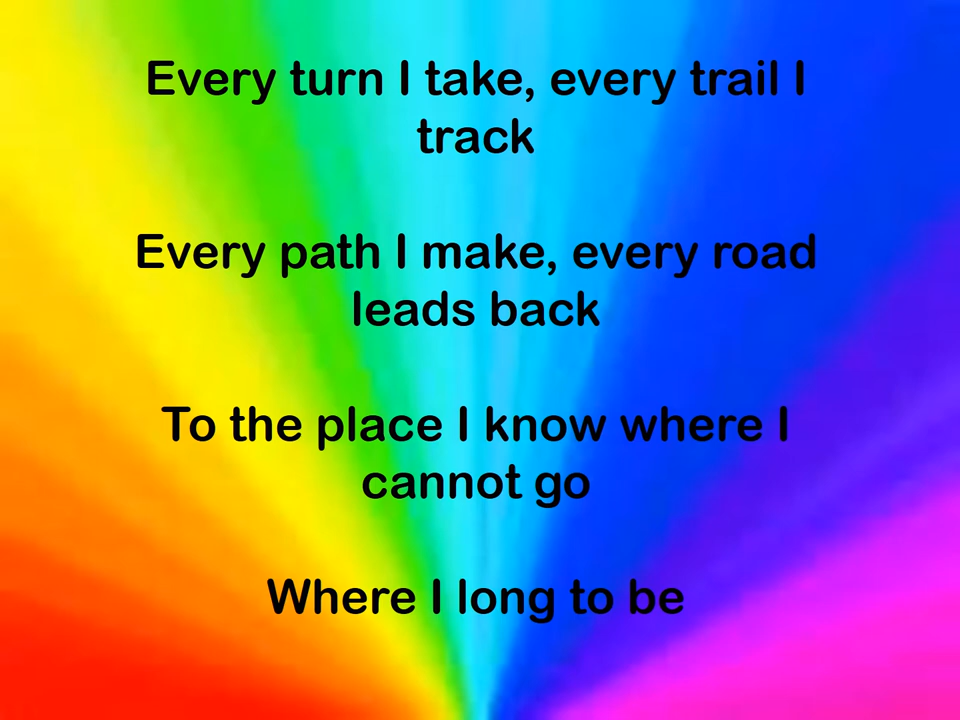 Every turn I take, every trail I
track
Every path I make, every road
leads back
To the place I know where I
cannot go
Where I long to be